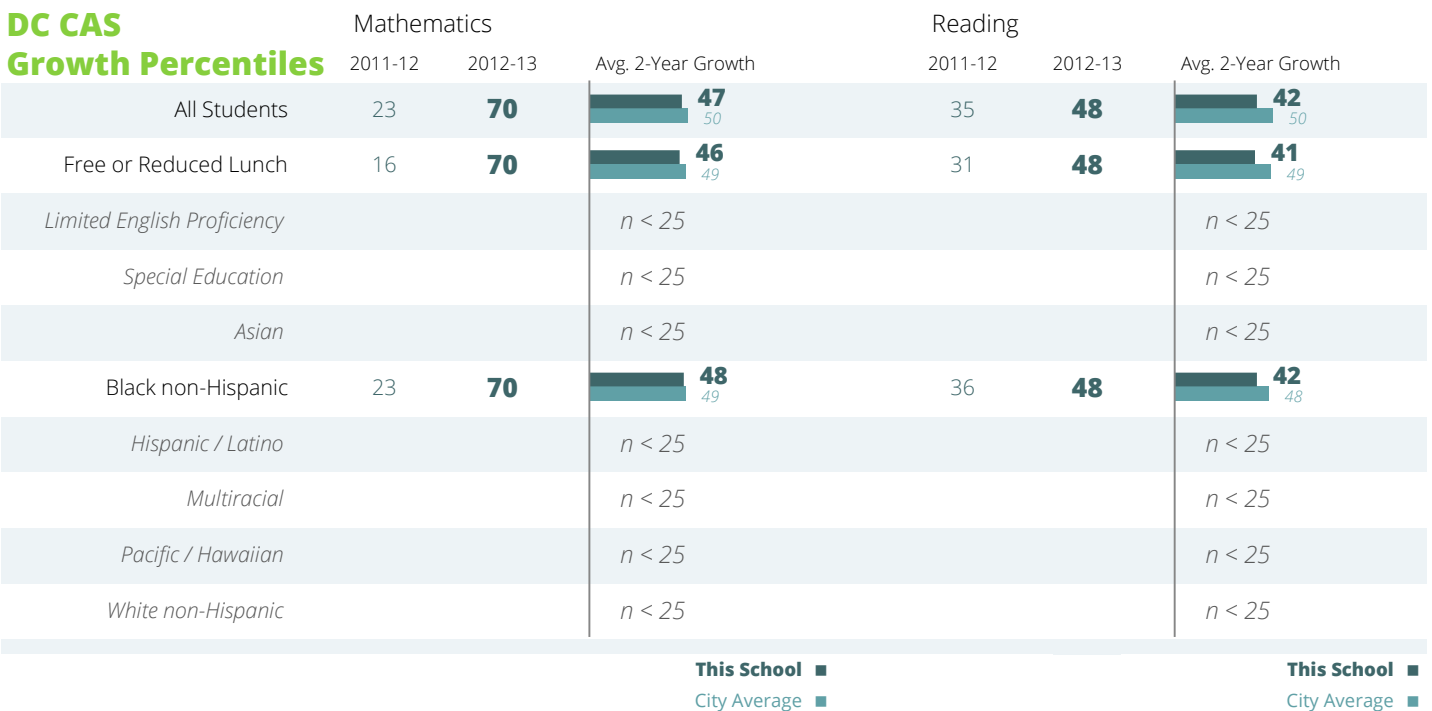 DC CAS
Growth Percentiles
Mathematics
Reading
2011-12 2012-13 Avg. 2-Year Growth 2011-12 2012-13 Avg. 2-Year Growth
All Students 23 70 47 50 35 48 42 50
Free or Reduced Lunch 16 70 46 49 31 48 41 49
Limited English Proficiency n < 25 n < 25
Special Education n < 25 n < 25
Asian n < 25 n < 25
Black non-Hispanic 23 70 48 49 36 48 42 48
Hispanic / Latino n < 25 n < 25
Multiracial n < 25 n < 25
Pacific / Hawaiian n < 25 n < 25
White non-Hispanic n < 25 n < 25
This School This School
City Average City Average